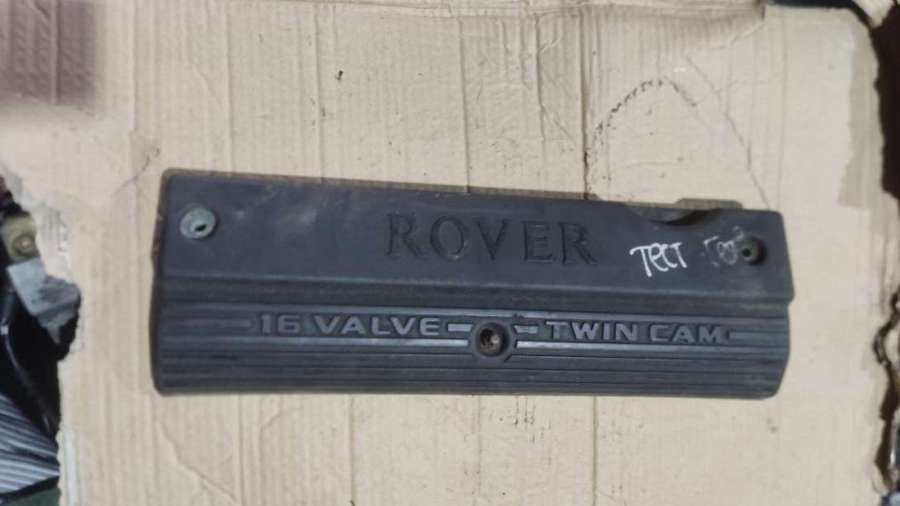 ROVER
тест
16 VALVE TWIN CAM